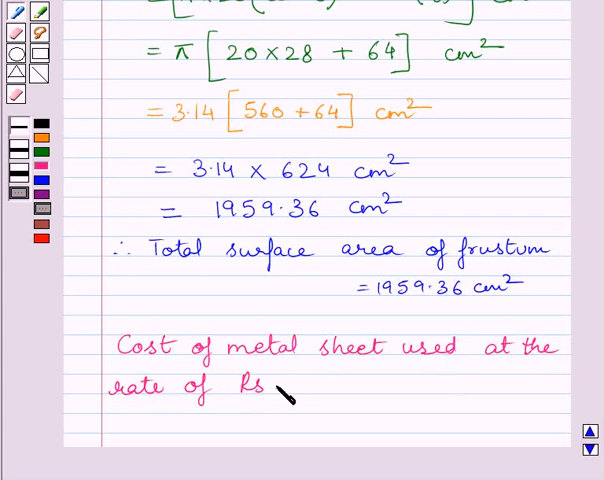 = π [ 20 × 28 + 64 ] cm²
= 3.14 [ 560 + 64 ] cm²
= 3.14 × 624 cm²
= 1959.36 cm²
∴ Total surface area of frustum
= 1959.36 cm²
Cost of metal sheet used at the
rate of Rs